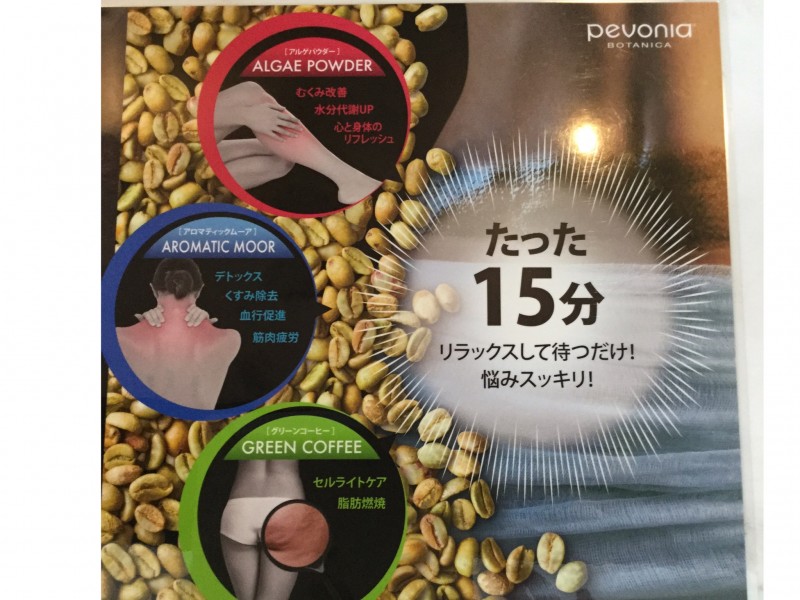 pevonia
BOTANICA
[アルゲパウダー]
ALGAE POWDER
むくみ改善
水分代謝UP
心と身体の
リフレッシュ
[アロマティックムーア]
AROMATIC MOOR
デトックス
くすみ除去
血行促進
筋肉疲労
たった
15分
リラックスして待つだけ!
悩みスッキリ!
[グリーンコーヒー]
GREEN COFFEE
セルライトケア
脂肪燃焼